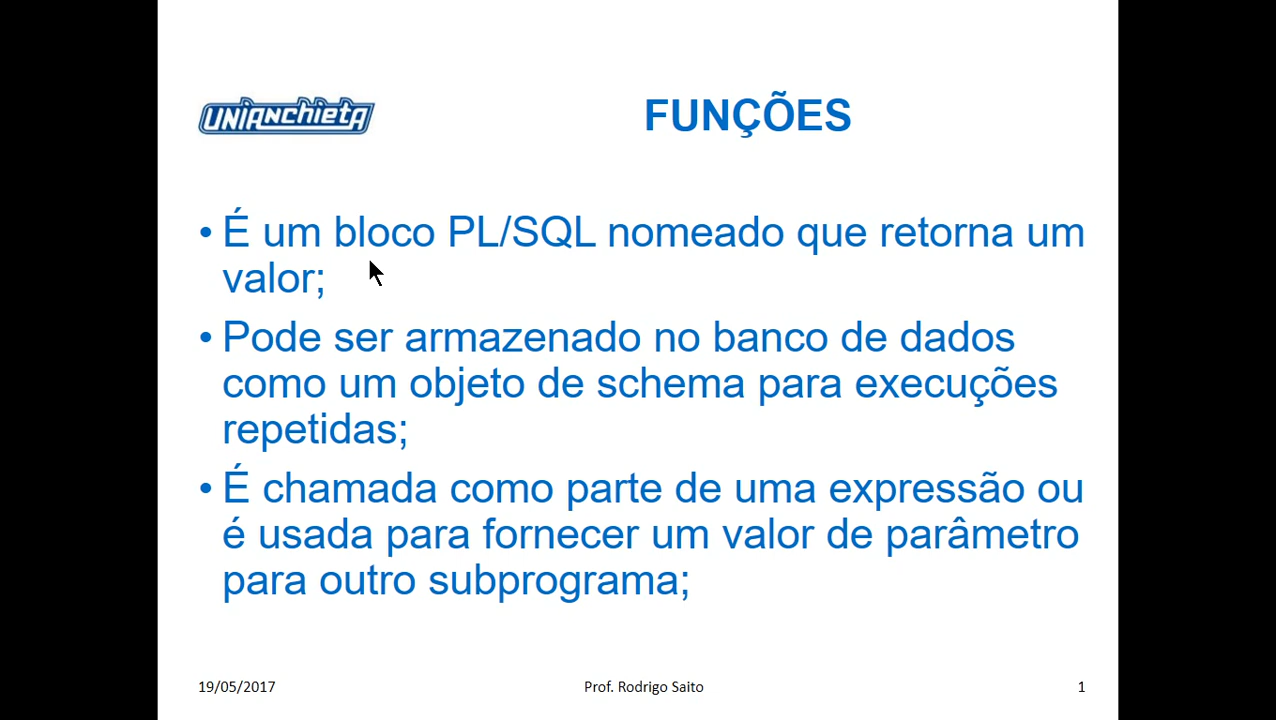 UNIANCHIETA
FUNÇÕES
• É um bloco PL/SQL nomeado que retorna um
valor;
• Pode ser armazenado no banco de dados
como um objeto de schema para execuções
repetidas;
• É chamada como parte de uma expressão ou
é usada para fornecer um valor de parâmetro
para outro subprograma;
19/05/2017
Prof. Rodrigo Saito
1